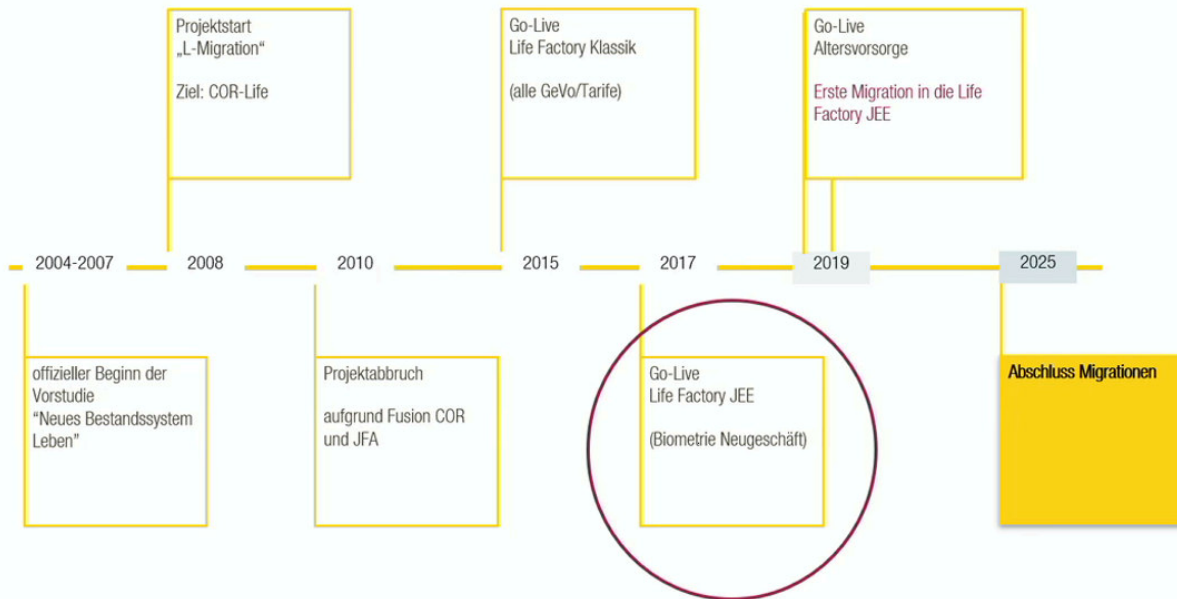 Projektstart
„L-Migration“
Ziel: COR-Life
Go-Live
Life Factory Klassik
(alle GeVo/Tarife)
Go-Live
Altersvorsorge
Erste Migration in die Life
Factory JEE
2004-2007
2008
2010
2015
2017
2019
2025
offizieller Beginn der
Vorstudie
"Neues Bestandssystem
Leben"
Projektabbruch
aufgrund Fusion COR
und JFA
Go-Live
Life Factory JEE
(Biometrie Neugeschäft)
Abschluss Migrationen